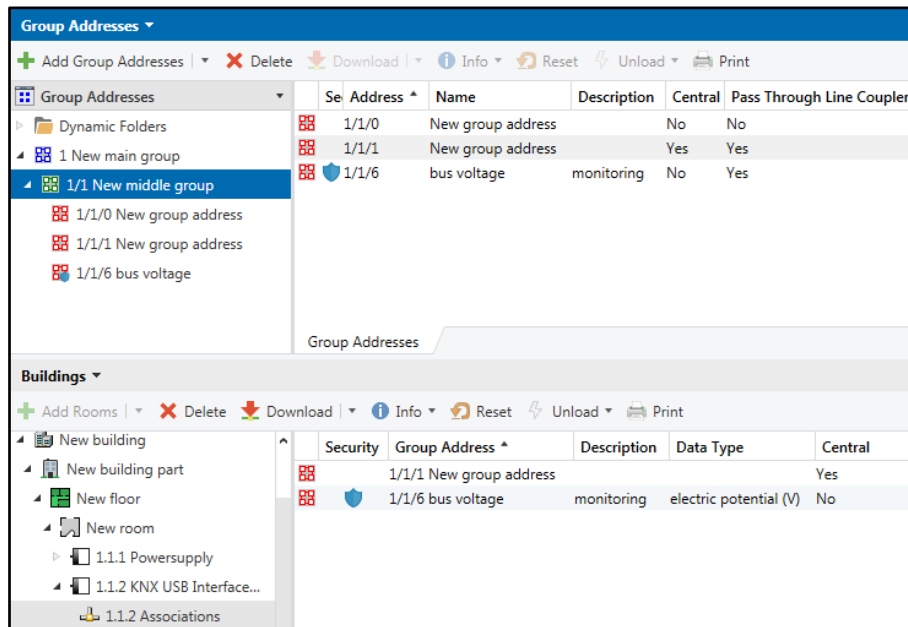 Group Addresses
Add Group Addresses Delete Download Info Reset Unload Print
Group Addresses
Se Address Name Description Central Pass Through Line Coupler
Dynamic Folders
1/1/0 New group address No No
1 New main group
1/1/1 New group address Yes Yes
1/1/6 bus voltage monitoring No Yes
1/1 New middle group
1/1/0 New group address
1/1/1 New group address
1/1/6 bus voltage
Group Addresses
Buildings
Add Rooms Delete Download Info Reset Unload Print
New building
Security Group Address Description Data Type Central
New building part
1/1/1 New group address Yes
New floor
1/1/6 bus voltage monitoring electric potential (V) No
New room
1.1.1 Powersupply
1.1.2 KNX USB Interface...
1.1.2 Associations